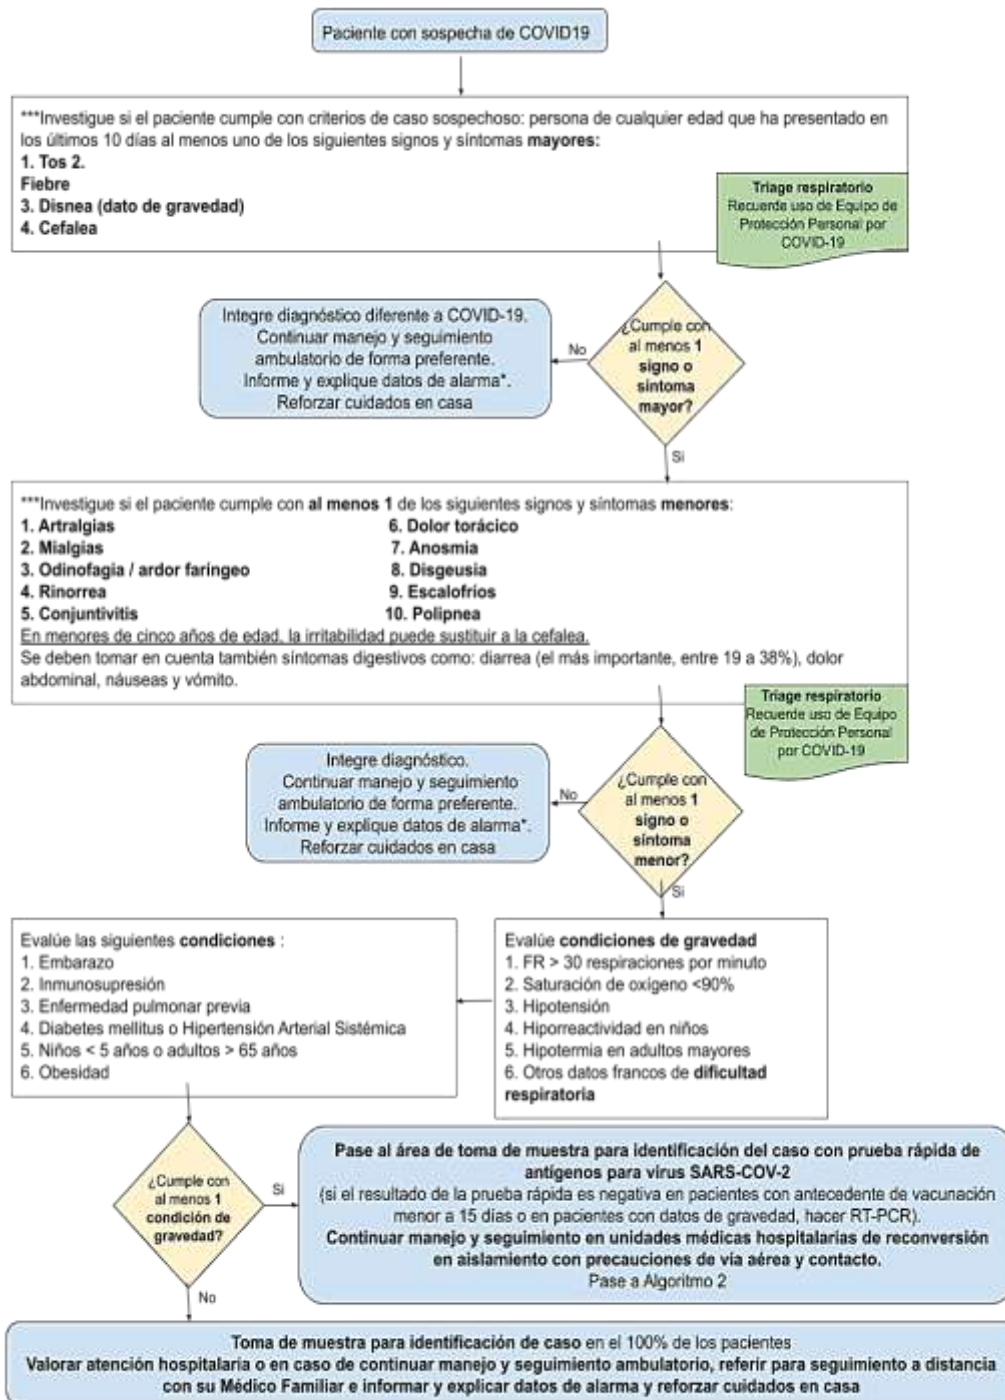 Paciente con sospecha de COVID19
***Investigue si el paciente cumple con criterios de caso sospechoso: persona de cualquier edad que ha presentado en
los últimos 10 días al menos uno de los siguientes signos y síntomas mayores:
1. Tos 2.
Fiebre
3. Disnea (dato de gravedad)
4. Cefalea
Triage respiratorio
Recuerde uso de Equipo de
Protección Personal por
COVID-19
¿Cumple con
al menos 1
signo o
síntoma
mayor?
No
Integre diagnóstico diferente a COVID-19.
Continuar manejo y seguimiento
ambulatorio de forma preferente.
Informe y explique datos de alarma*.
Reforzar cuidados en casa
Si
***Investigue si el paciente cumple con al menos 1 de los siguientes signos y síntomas menores:
1. Artralgias 6. Dolor torácico
2. Mialgias 7. Anosmia
3. Odinofagia / ardor faringeo 8. Disgeusia
4. Rinorrea 9. Escalofríos
5. Conjuntivitis 10. Polipnea
En menores de cinco años de edad, la irritabilidad puede sustituir a la cefalea.
Se deben tomar en cuenta también síntomas digestivos como: diarrea (el más importante, entre 19 a 38%), dolor
abdominal, náuseas y vómito.
Triage respiratorio
Recuerde uso de Equipo
de Protección Personal
por COVID-19
¿Cumple con
al menos 1
signo o
síntoma
menor?
No
Integre diagnóstico.
Continuar manejo y seguimiento
ambulatorio de forma preferente.
Informe y explique datos de alarma*.
Reforzar cuidados en casa
Si
Evalúe condiciones de gravedad
1. FR > 30 respiraciones por minuto
2. Saturación de oxígeno <90%
3. Hipotensión
4. Hiporreactividad en niños
5. Hipotermia en adultos mayores
6. Otros datos francos de dificultad
respiratoria
Evalúe las siguientes condiciones :
1. Embarazo
2. Inmunosupresión
3. Enfermedad pulmonar previa
4. Diabetes mellitus o Hipertensión Arterial Sistémica
5. Niños < 5 años o adultos > 65 años
6. Obesidad
¿Cumple con
al menos 1
condición de
gravedad?
Si
Pase al área de toma de muestra para identificación del caso con prueba rápida de
antígenos para virus SARS-COV-2
(si el resultado de la prueba rápida es negativa en pacientes con antecedente de vacunación
menor a 15 días o en pacientes con datos de gravedad, hacer RT-PCR).
Continuar manejo y seguimiento en unidades médicas hospitalarias de reconversión
en aislamiento con precauciones de vía aérea y contacto.
Pase a Algoritmo 2
No
Toma de muestra para identificación de caso en el 100% de los pacientes
Valorar atención hospitalaria o en caso de continuar manejo y seguimiento ambulatorio, referir para seguimiento a distancia
con su Médico Familiar e informar y explicar datos de alarma y reforzar cuidados en casa